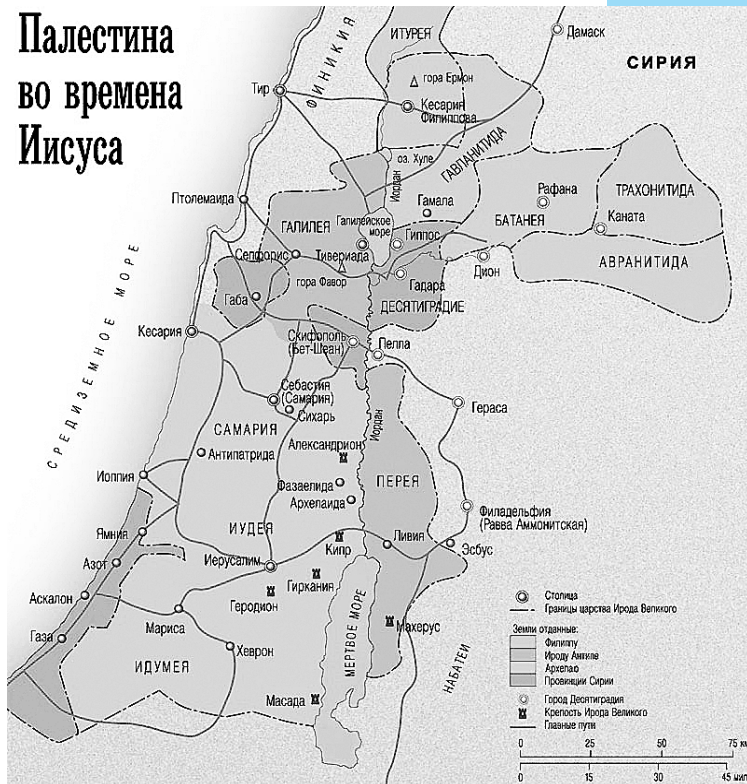 Палестина
во времена
Иисуса
ИТУРЕЯ
Дамаск
СИРИЯ
ФИНИКИЯ
гора Ермон
Тир
Кесария
Филиппова
оз. Хуле
ГАВЛАНИТИДА
Иордан
Птолемаида
ГАЛИЛЕЯ
Галилейское
море
Гамала
Рафана
ТРАХОНИТИДА
БАТАНЕЯ
Каната
Гиппос
Сепфорис
Тивериада
гора Фавор
Гадара
Дион
АВРАНИТИДА
Габа
ДЕСЯТИГРАДИЕ
СРЕДИЗЕМНОЕ МОРЕ
Кесария
Скифополь
(Бет-Шеан)
Пелла
Себастия
(Самария)
Сихарь
Гераса
САМАРИЯ
Иордан
Александрион
Антипатрида
ПЕРЕЯ
Иоппия
Фазаелида
Архелаида
Филадельфия
(Равва Аммонитская)
Ямния
ИУДЕЯ
Кипр
Ливия
Эсбус
Азот
Иерусалим
Гиркания
Геродион
Аскалон
Мариса
Махерус
Газа
Хеврон
МЕРТВОЕ МОРЕ
ИДУМЕЯ
НАБАТЕИ
Масада
Столица
Границы царства Ирода Великого
Земли отданные:
Филиппу
Ироду Антипе
Архелаю
Провинции Сирии
Город Десятиградия
Крепость Ирода Великого
Главные пути
0 25 50 75 км
0 15 30 45 мил